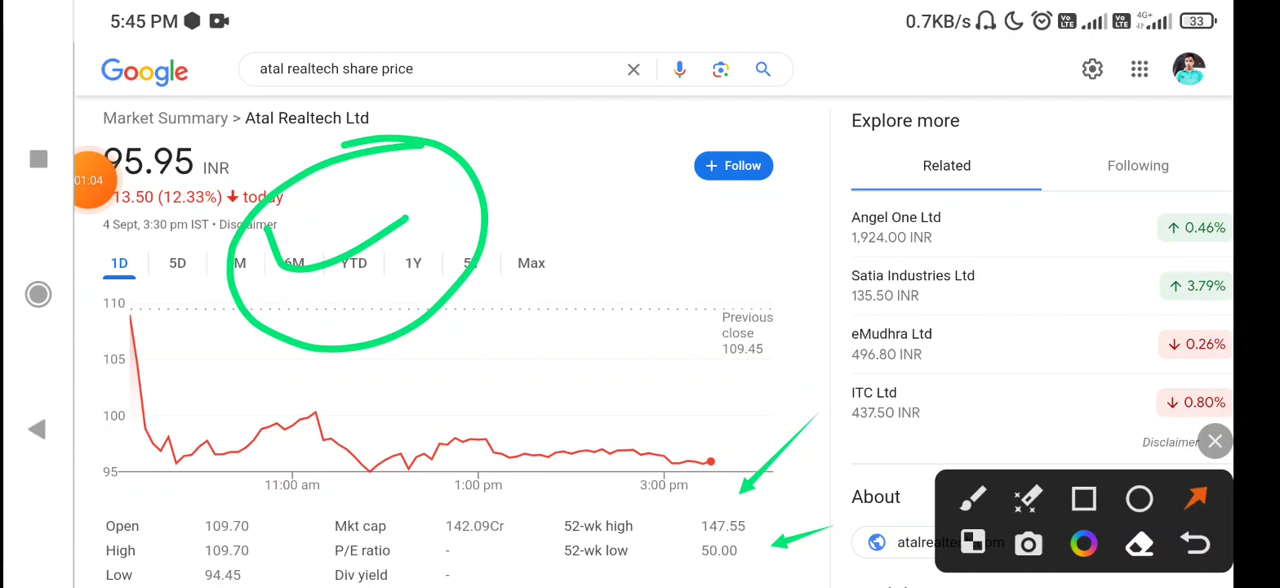 5:45 PM
0.7KB/s Vo LTE Vo LTE 4G+ 33
Google
atal realtech share price
Market Summary > Atal Realtech Ltd
95.95 INR
+ Follow
01:04
13.50 (12.33%) today
4 Sept, 3:30 pm IST • Disclaimer
1D 5D 6M YTD 1Y Max
110
105
100
95
Previous
close
109.45
11:00 am 1:00 pm 3:00 pm
Open 109.70 Mkt cap 142.09Cr 52-wk high 147.55
High 109.70 P/E ratio - 52-wk low 50.00
Low 94.45 Div yield -
Explore more
Related Following
Angel One Ltd
1,924.00 INR
0.46%
Satia Industries Ltd
135.50 INR
3.79%
eMudhra Ltd
496.80 INR
0.26%
ITC Ltd
437.50 INR
0.80%
Disclaimer
About